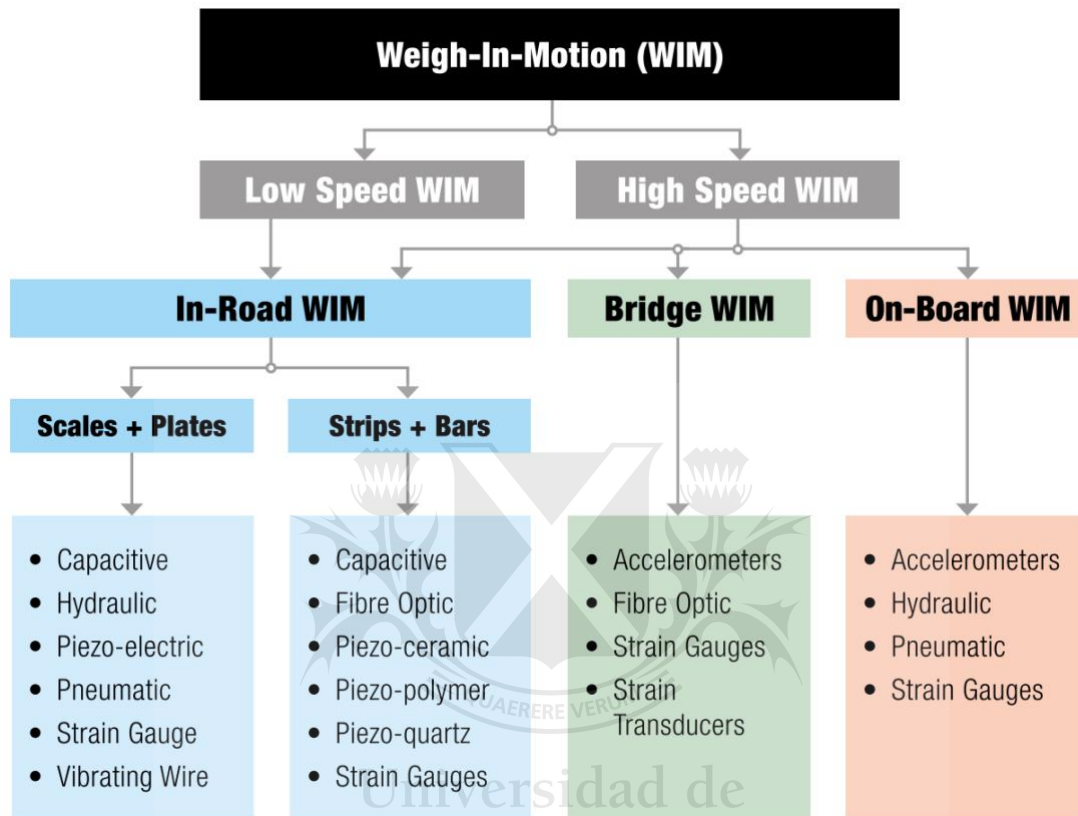 Weigh-In-Motion (WIM)
Low Speed WIM
High Speed WIM
In-Road WIM
Bridge WIM
On-Board WIM
Scales + Plates
Strips + Bars
• Capacitive
• Hydraulic
• Piezo-electric
• Pneumatic
• Strain Gauge
• Vibrating Wire
• Capacitive
• Fibre Optic
• Piezo-ceramic
• Piezo-polymer
• Piezo-quartz
• Strain Gauges
• Accelerometers
• Fibre Optic
• Strain Gauges
• Strain
Transducers
• Accelerometers
• Hydraulic
• Pneumatic
• Strain Gauges
QUAERERE VERUM
Universidad de